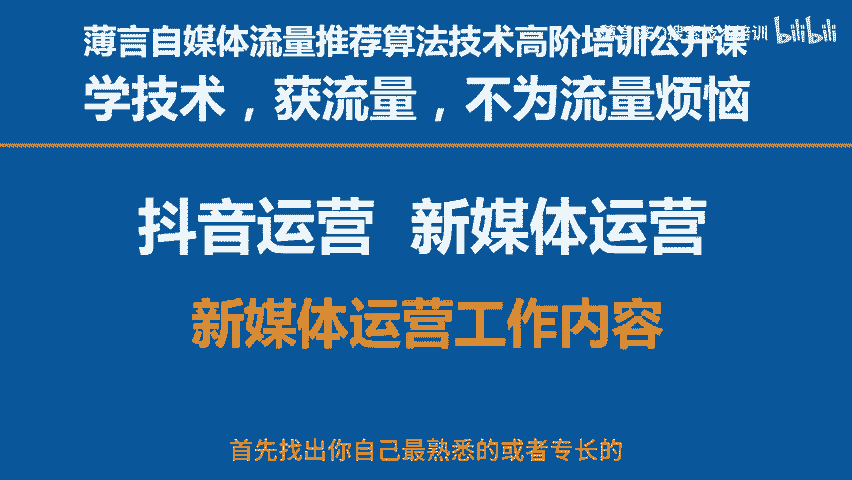 薄言自媒体流量推荐算法技术高阶培训公开课
bilibili
学技术，获流量，不为流量烦恼
抖音运营 新媒体运营
新媒体运营工作内容
首先找出你自己最熟悉的或者专长的